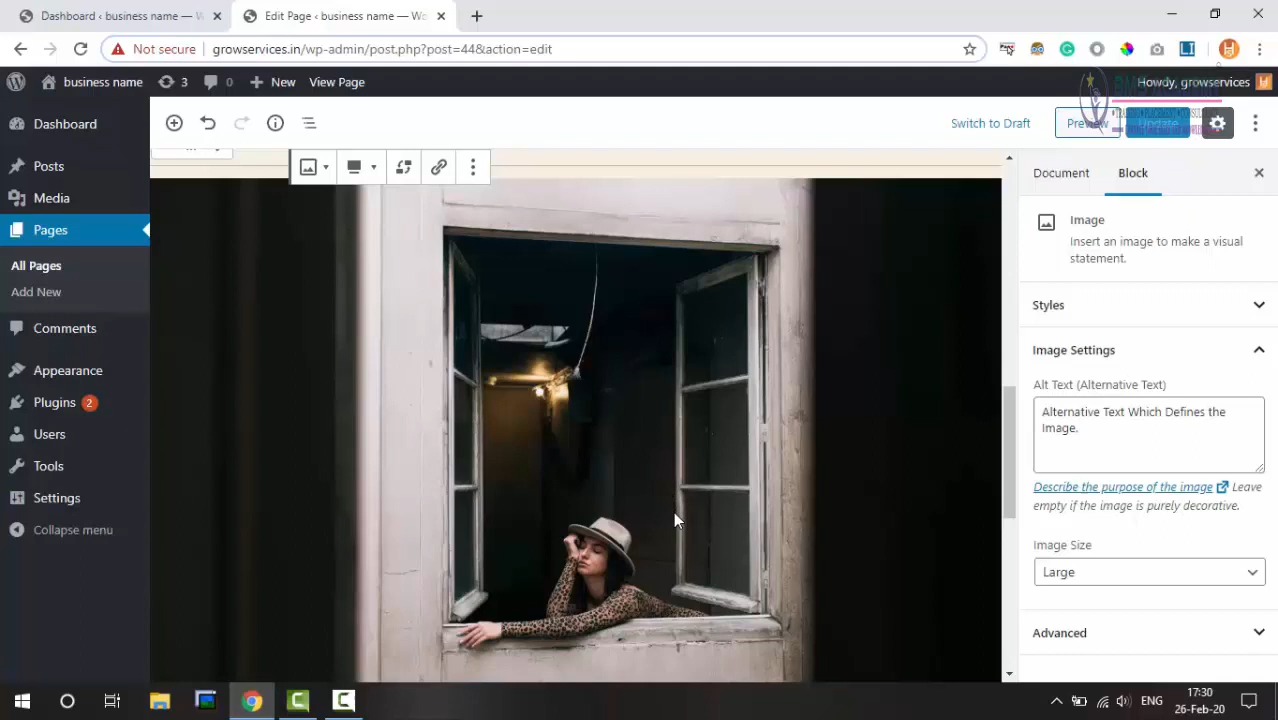 Dashboard ‹ business name — W
Edit Page ‹ business name — Wo
Not secure
growservices.in/wp-admin/post.php?post=44&action=edit
business name
3
0
New
View Page
Howdy, growservices
Dashboard
Posts
Media
Pages
All Pages
Add New
Comments
Appearance
Plugins 2
Users
Tools
Settings
Collapse menu
Switch to Draft
Preview
Update
Document
Block
Image
Insert an image to make a visual
statement.
Styles
Image Settings
Alt Text (Alternative Text)
Alternative Text Which Defines the
Image.
Describe the purpose of the image Leave
empty if the image is purely decorative.
Image Size
Large
Advanced
ENG
17:30
26-Feb-20